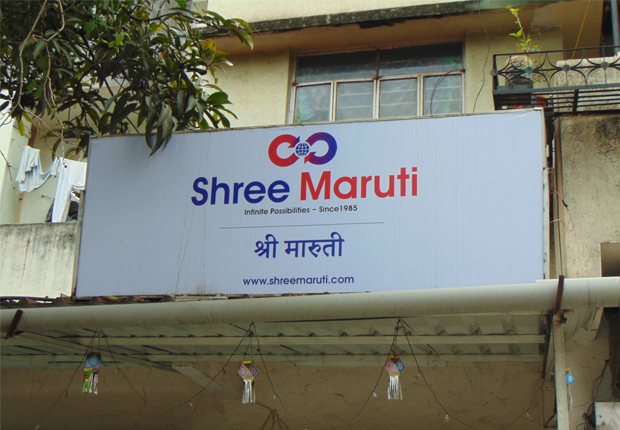 Shree Maruti
Infinite Possibilities - Since1985
श्री मारुती
www.shreemaruti.com